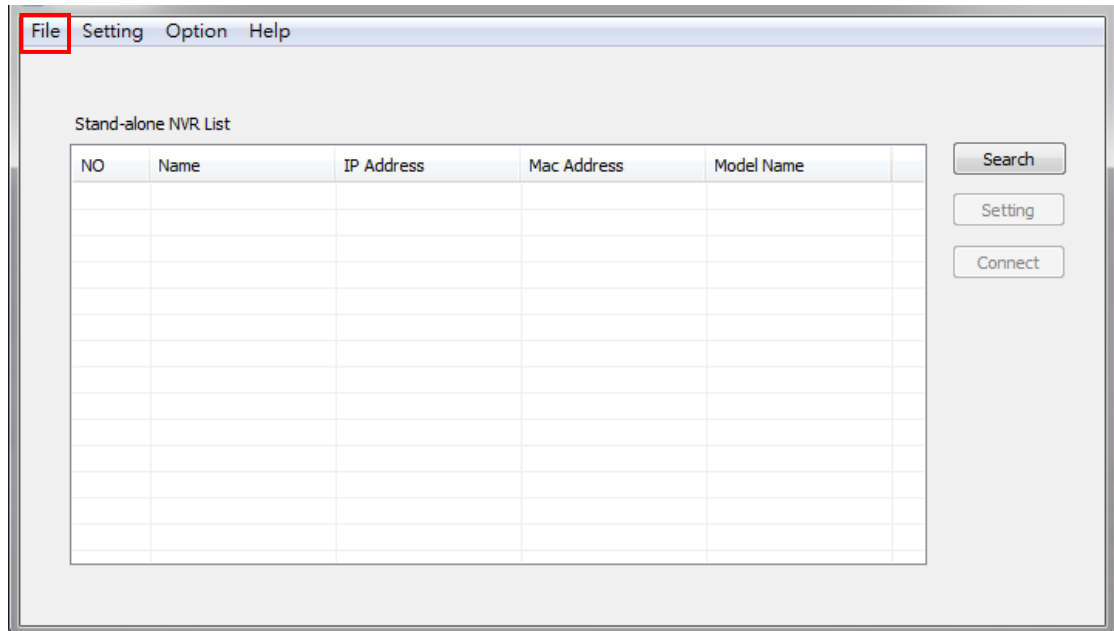 File Setting Option Help
Stand-alone NVR List
NO Name IP Address Mac Address Model Name
Search
Setting
Connect